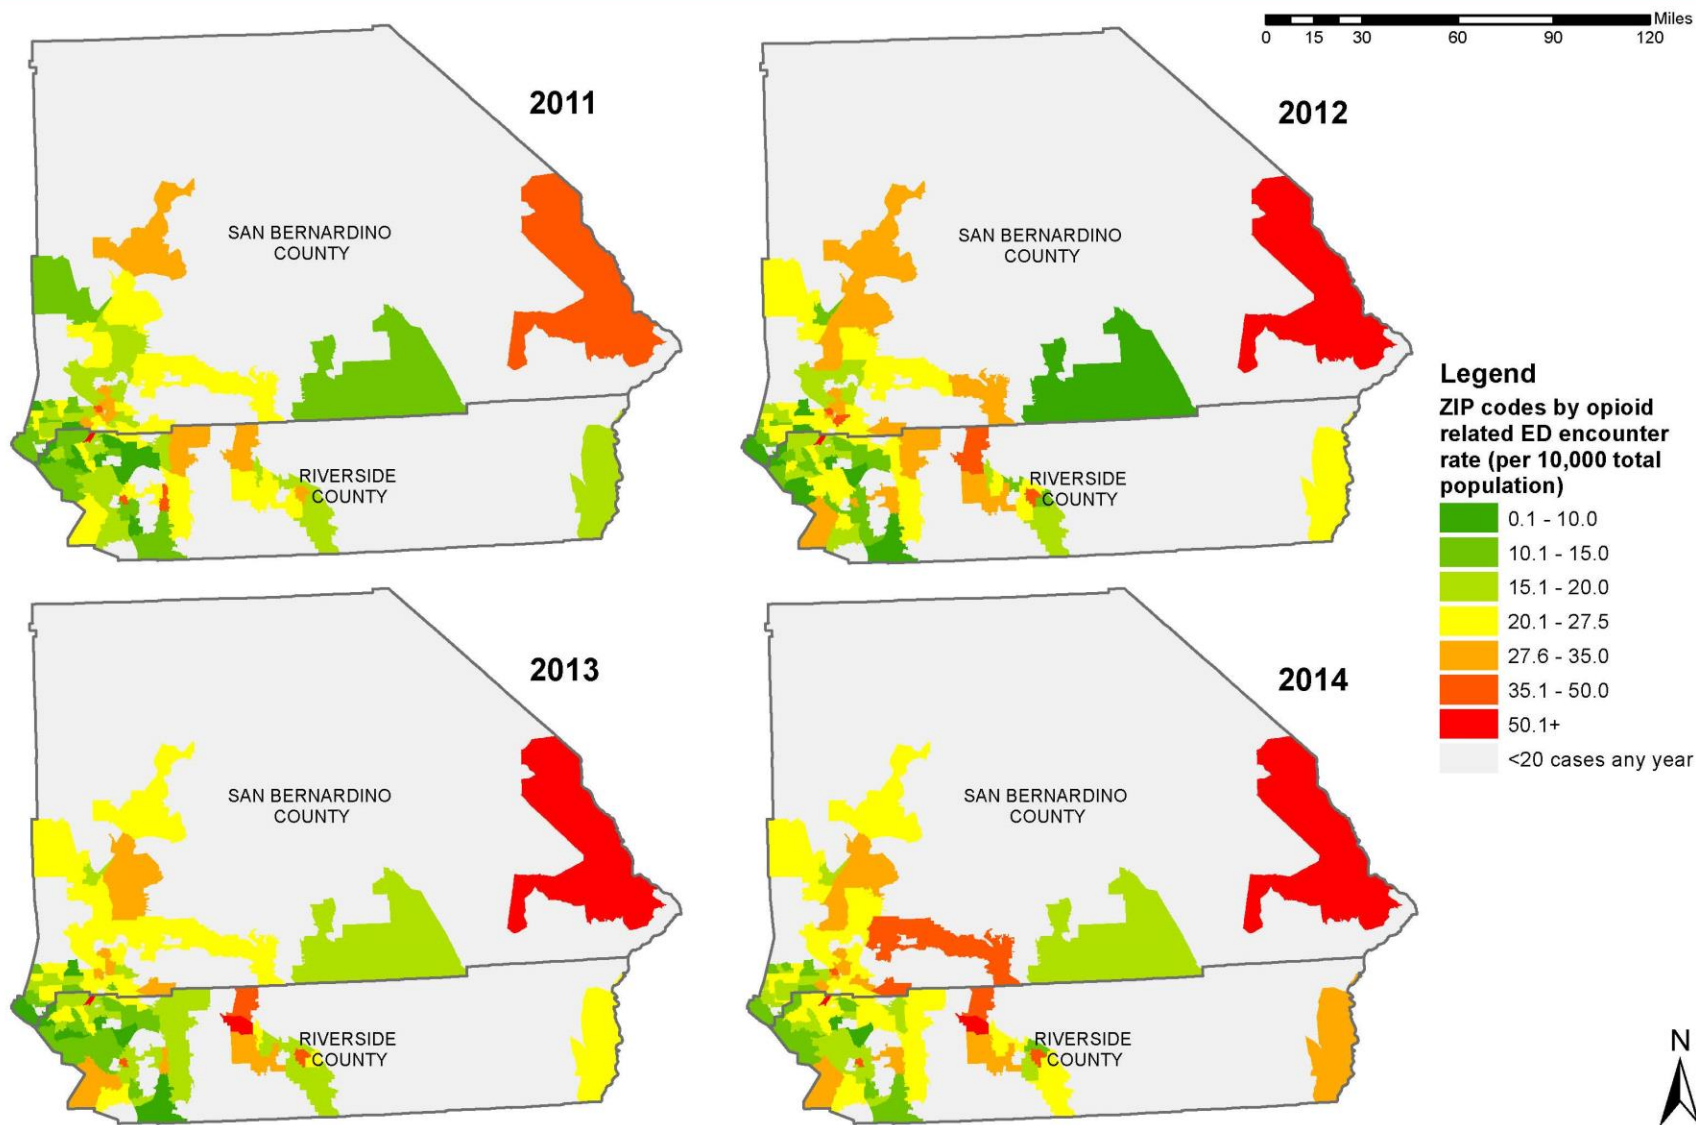 Miles
0 15 30 60 90 120
2011
SAN BERNARDINO
COUNTY
RIVERSIDE
COUNTY
2012
SAN BERNARDINO
COUNTY
RIVERSIDE
COUNTY
Legend
ZIP codes by opioid
related ED encounter
rate (per 10,000 total
population)
0.1 - 10.0
10.1 - 15.0
15.1 - 20.0
20.1 - 27.5
27.6 - 35.0
35.1 - 50.0
50.1+
<20 cases any year
2013
SAN BERNARDINO
COUNTY
RIVERSIDE
COUNTY
2014
SAN BERNARDINO
COUNTY
RIVERSIDE
COUNTY
N